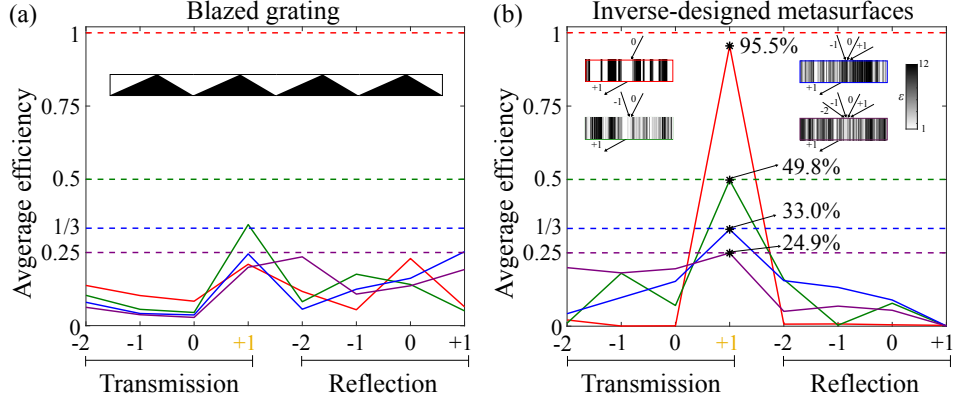 (a) Blazed grating
1
0.75
0.5
1/3
0.25
0
Avgerage efficiency
-2 -1 0 +1 -2 -1 0 +1
Transmission Reflection
(b) Inverse-designed metasurfaces
1
0.75
0.5
1/3
0.25
0
Avgerage efficiency
95.5%
49.8%
33.0%
24.9%
0
+1
-1 0
+1
-1 0 +1
+1
-2 -1 0 +1
+1
12
ε
1
-2 -1 0 +1 -2 -1 0 +1
Transmission Reflection